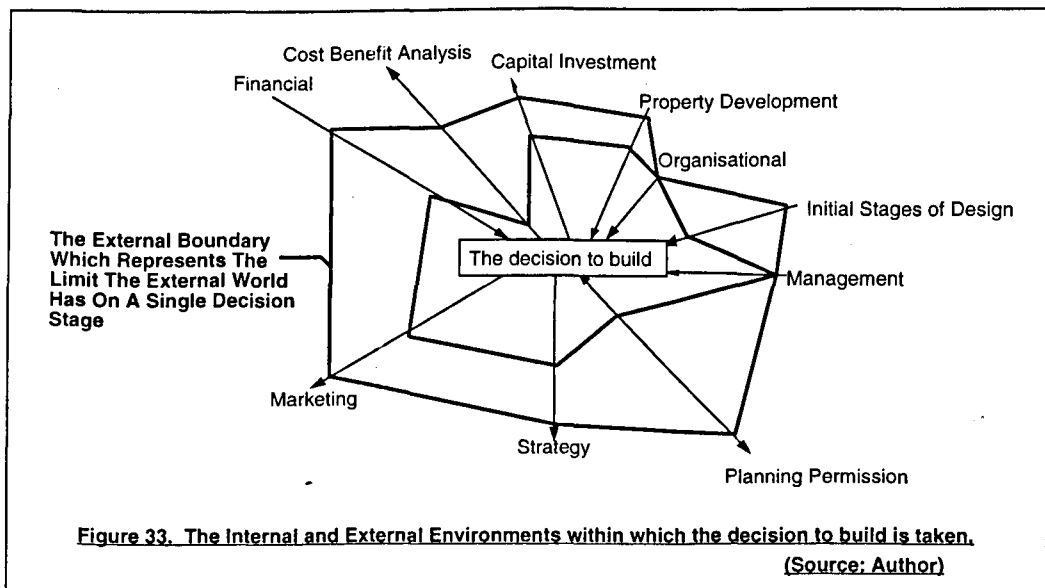 Cost Benefit Analysis
Capital Investment
Financial
Property Development
Organisational
Initial Stages of Design
The External Boundary
Which Represents The
Limit The External World
Has On A Single Decision
Stage
The decision to build
Management
Marketing
Strategy
Planning Permission
Figure 33. The Internal and External Environments within which the decision to build is taken.
(Source: Author)